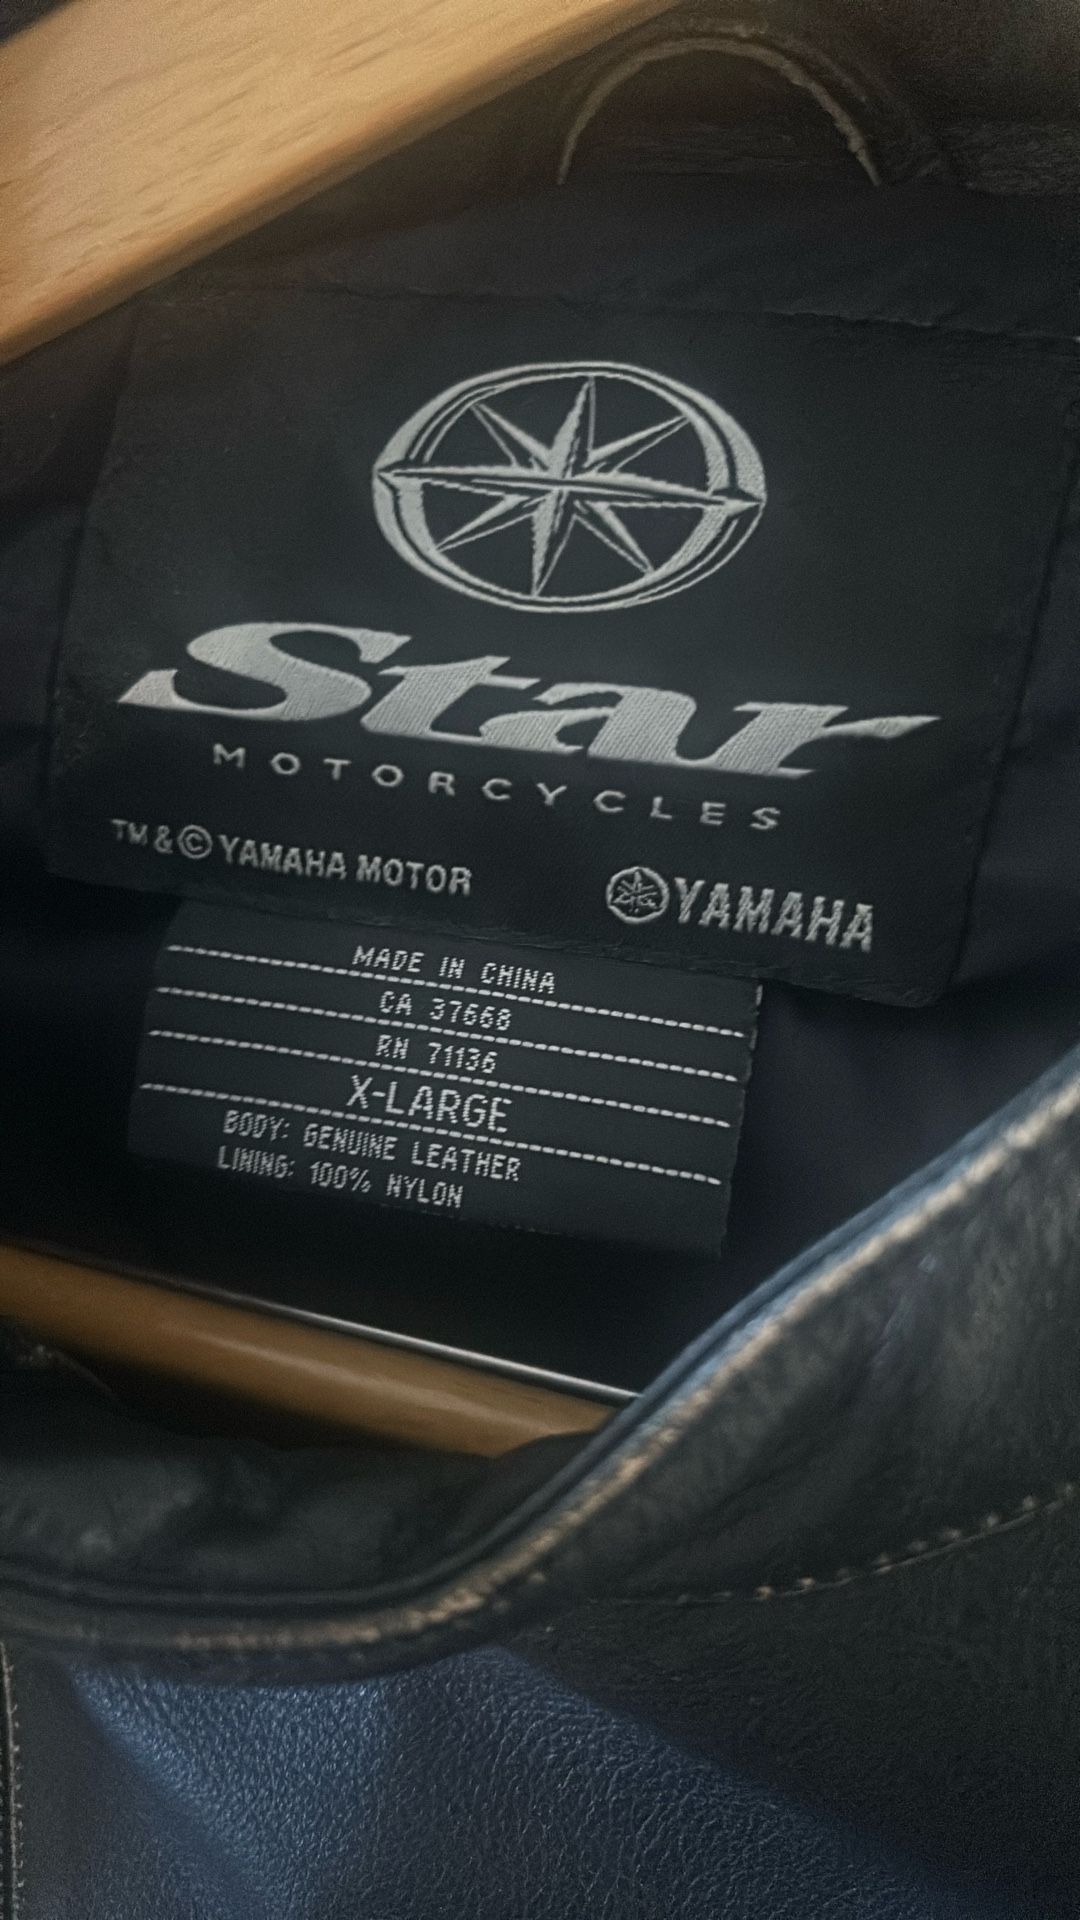 Star
MOTORCYCLES
TM & © YAMAHA MOTOR
YAMAHA
MADE IN CHINA
CA 37668
RN 71136
X-LARGE
BODY: GENUINE LEATHER
LINING: 100% NYLON